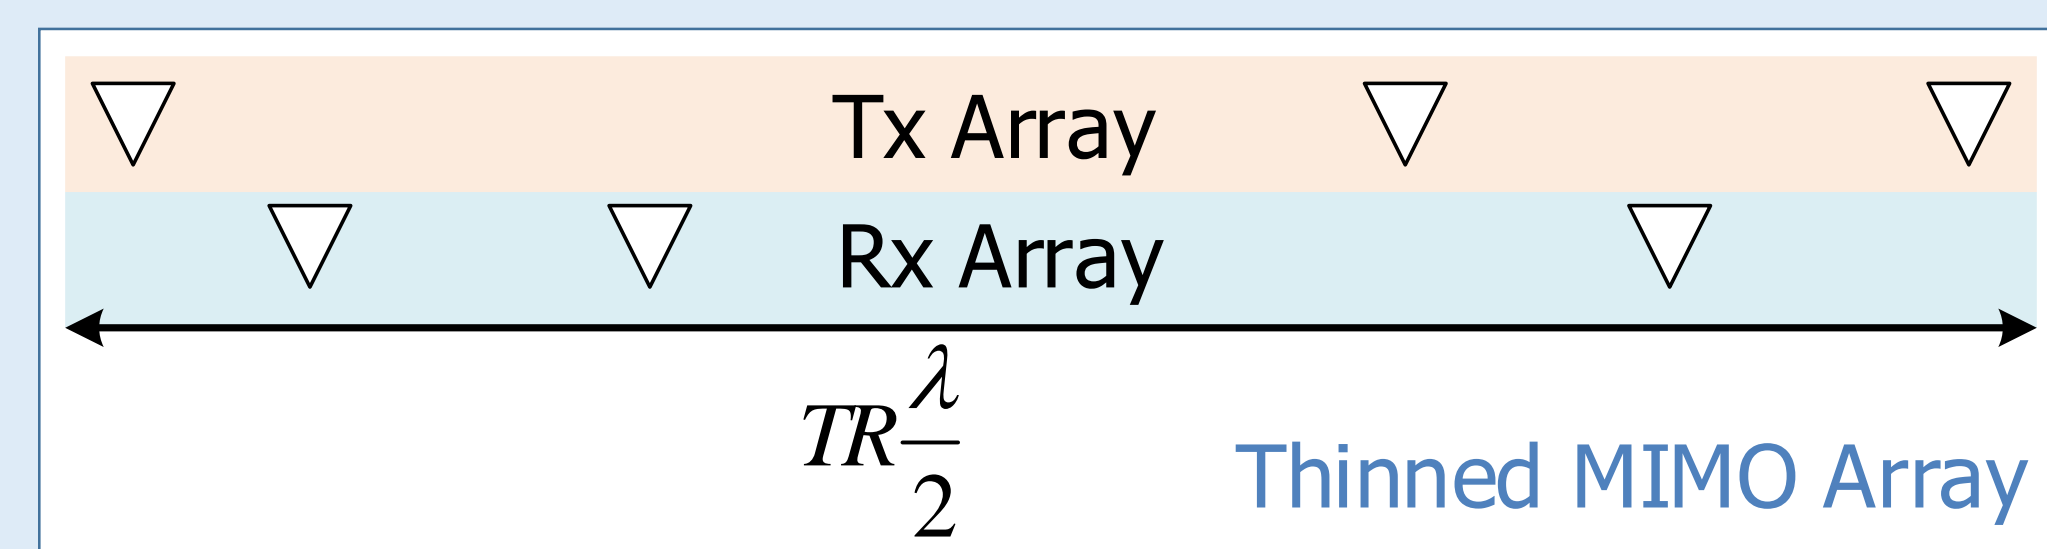 Tx Array
Rx Array
TR λ/2
Thinned MIMO Array